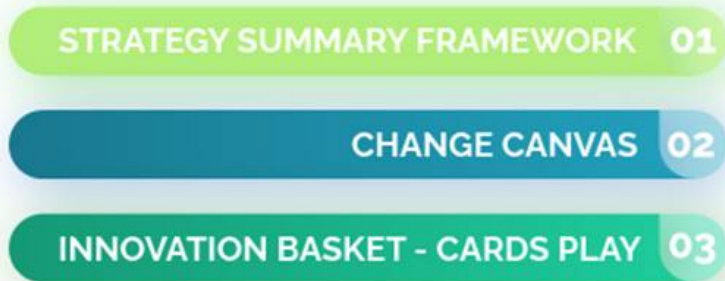 STRATEGY SUMMARY FRAMEWORK 01
CHANGE CANVAS 02
INNOVATION BASKET - CARDS PLAY 03